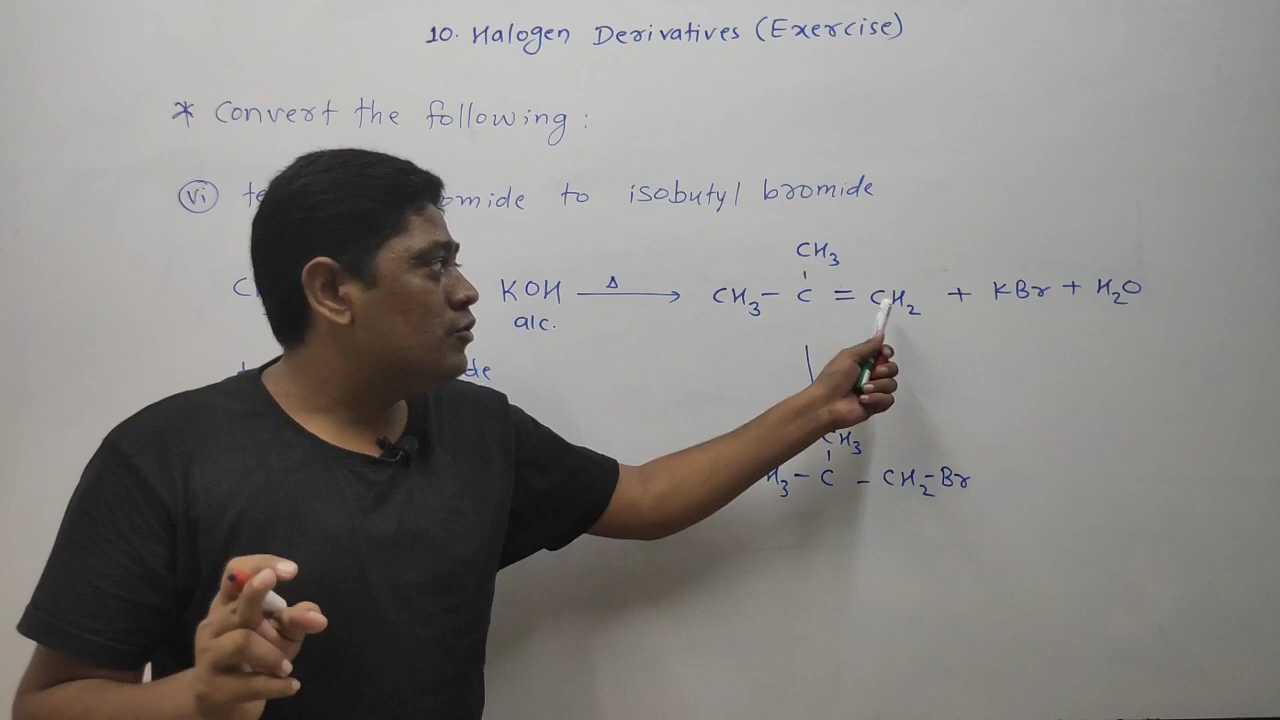 10. Halogen Derivatives (Exercise)
* Convert the following :
(vi) te omide to isobutyl bromide
CH3
C KOH —Δ→ CH3 – C = CH2 + KBr + H2O
alc.
de
CH3
H3 – C – CH2–Br